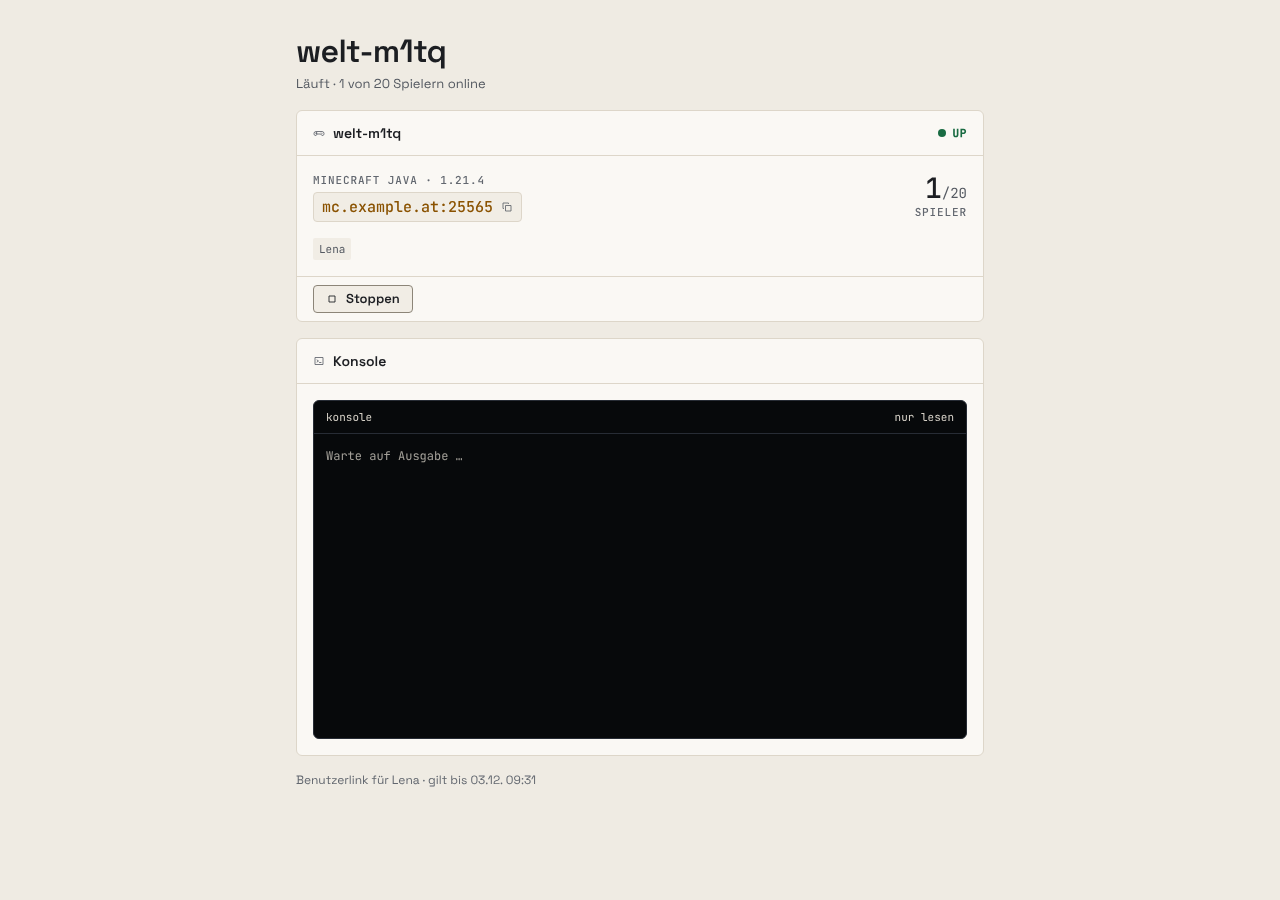 welt-m1tq
Läuft · 1 von 20 Spielern online
welt-m1tq
UP
MINECRAFT JAVA · 1.21.4
mc.example.at:25565
1/20
SPIELER
Lena
Stoppen
Konsole
konsole
nur lesen
Warte auf Ausgabe …
Benutzerlink für Lena · gilt bis 03.12. 09:31